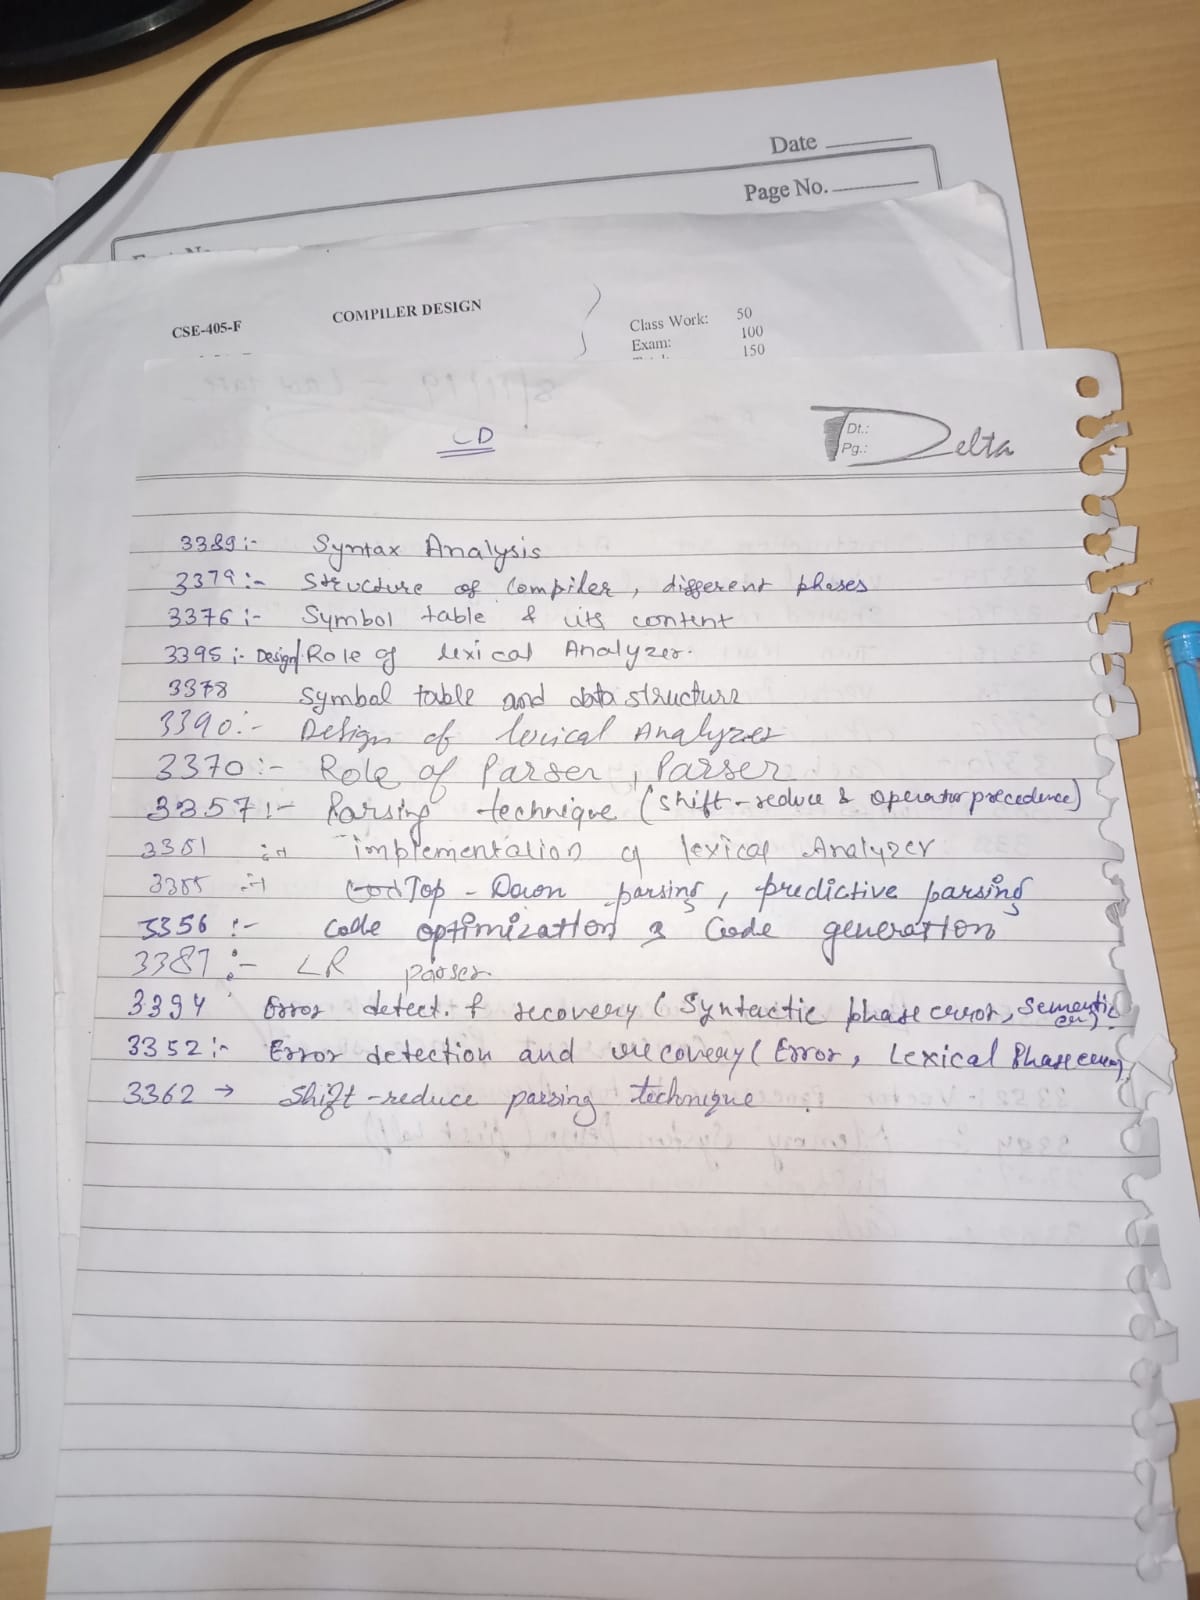 Date
Page No.
CSE-405-F
COMPILER DESIGN
Class Work: 50
Exam: 100
150
CD
Dt.:
Pg.:
Delta
3389:- Syntax Analysis
3379:- Structure of Compiler, different phases
3376:- Symbol table & its content
3395:- Design/Role of lexical Analyzer.
3378 Symbol table and data structure
3390:- Design of lexical Analyzer
3370:- Role of Parser, Parser
3357:- Parsing technique (shift-reduce & operator precedence)
3351 :- implementation of lexical Analyzer
3355 :- Top-Down parsing, predictive parsing
3356 :- Code optimization & Code generation
3387:- LR parser
3394 Error detect. & recovery (Syntactic phase error, Semantic
3352:- Error detection and recovery (Error, Lexical Phase error)
3362 → Shift-reduce parsing technique.